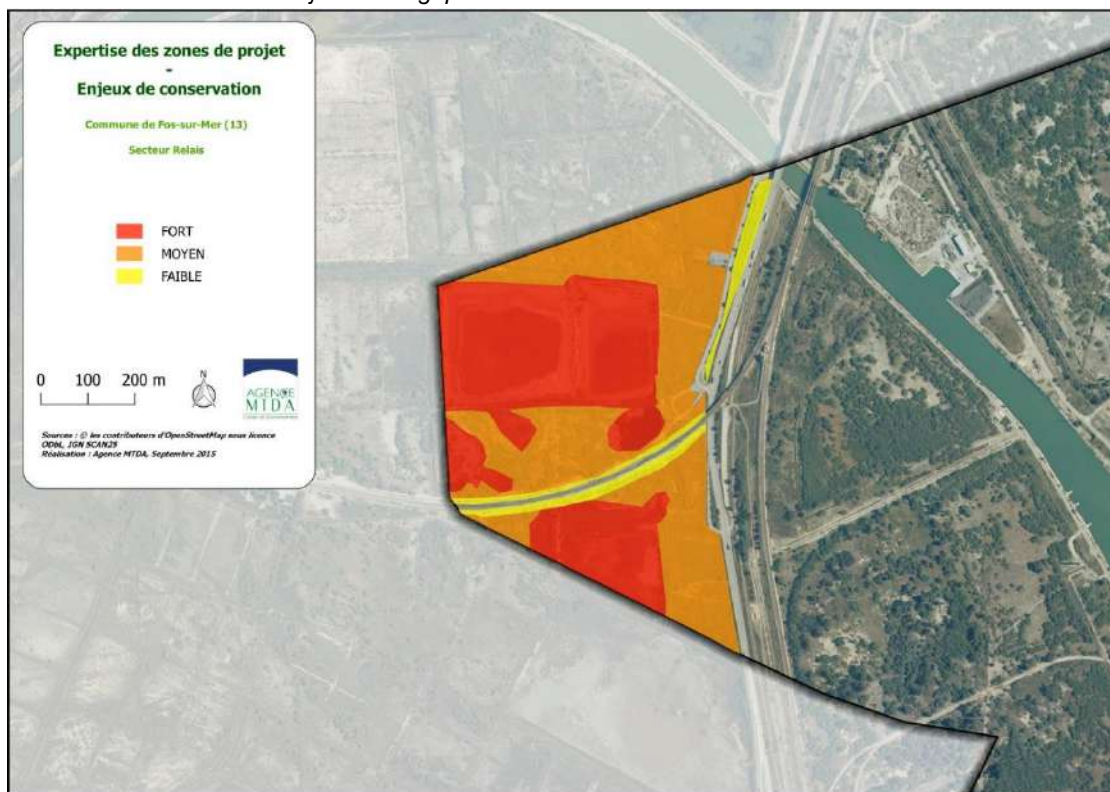 Expertise des zones de projet
-
Enjeux de conservation
Commune de Fos-sur-Mer (13)
Secteur Relais
FORT
MOYEN
FAIBLE
0 100 200 m
N
AGENCE
MTDA
Sources : © les contributeurs d'OpenStreetMap sous licence
ODbL, IGN SCAN25
Réalisation : Agence MTDA, Septembre 2015